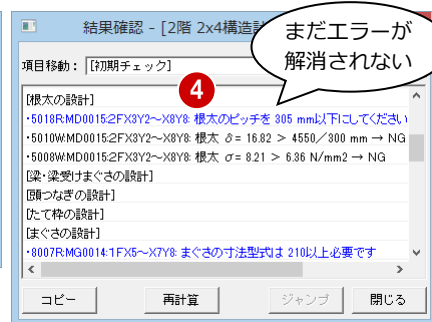 結果確認 - [2階 2x4構造
まだエラーが
解消されない
項目移動： [初期チェック]
4
[根太の設計]
・5018R:MD0015:2FX3Y2～X8Y8: 根太のピッチを 305 mm以下にしてください
・5010W:MD0015:2FX3Y2～X8Y8: 根太 δ= 16.82 > 4550／300 mm → NG
・5008W:MD0015:2FX3Y2～X8Y8: 根太 σ= 8.21 > 6.36 N/mm2 → NG
[梁・梁受けまぐさの設計]
[頭つなぎの設計]
[たて枠の設計]
[まぐさの設計]
・8007R:MG0014:1FX5～X7Y8: まぐさの寸法型式は 210以上必要です
コピー
再計算
ジャンプ
閉じる